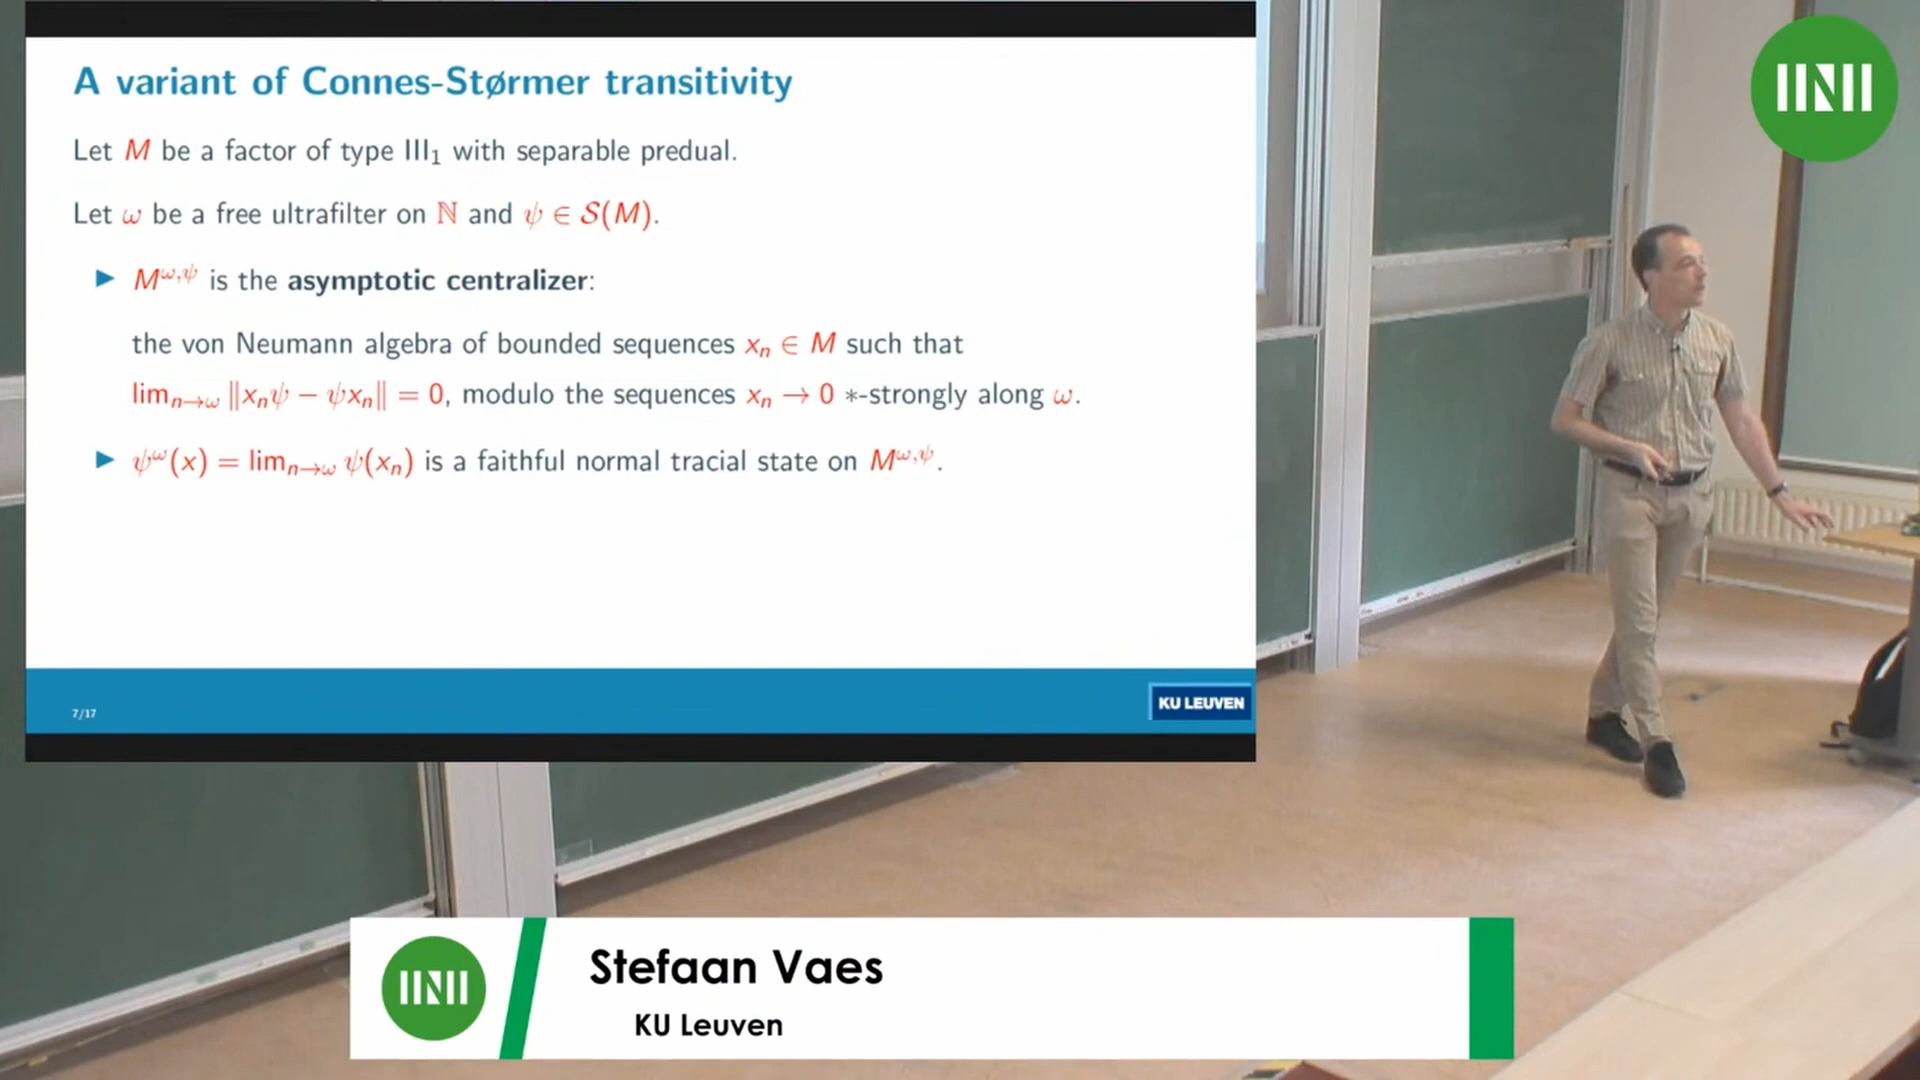 A variant of Connes-Størmer transitivity
Let M be a factor of type III₁ with separable predual.
Let ω be a free ultrafilter on ℕ and ψ ∈ S(M).
▶ M^{ω,ψ} is the asymptotic centralizer:
the von Neumann algebra of bounded sequences xₙ ∈ M such that
lim_{n→ω} ‖xₙψ − ψxₙ‖ = 0, modulo the sequences xₙ → 0 *-strongly along ω.
▶ ψ^ω(x) = lim_{n→ω} ψ(xₙ) is a faithful normal tracial state on M^{ω,ψ}.
7/17
KU LEUVEN
Stefaan Vaes
KU Leuven